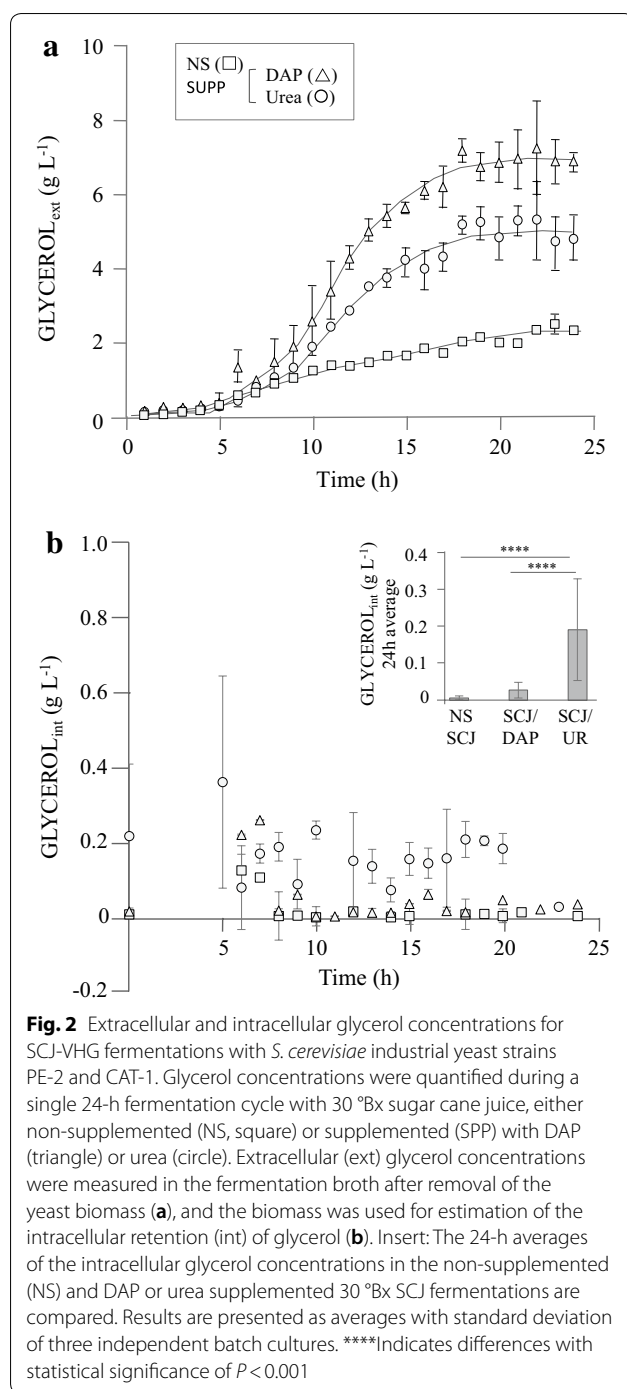 a
NS (□)
SUPP
DAP (△)
Urea (○)
GLYCEROLext (g L-1)
10
8
6
4
2
0
0 5 10 15 20 25
Time (h)
b
GLYCEROLint (g L-1)
1.0
0.8
0.6
0.4
0.2
0
-0.2
5 10 15 20 25
Time (h)
GLYCEROLint (g L-1)
24h average
0.4
0.3
0.2
0.1
0
****
****
NS SCJ/ SCJ/
SCJ DAP UR
Fig. 2 Extracellular and intracellular glycerol concentrations for
SCJ-VHG fermentations with S. cerevisiae industrial yeast strains
PE-2 and CAT-1. Glycerol concentrations were quantified during a
single 24-h fermentation cycle with 30 °Bx sugar cane juice, either
non-supplemented (NS, square) or supplemented (SPP) with DAP
(triangle) or urea (circle). Extracellular (ext) glycerol concentrations
were measured in the fermentation broth after removal of the
yeast biomass (a), and the biomass was used for estimation of the
intracellular retention (int) of glycerol (b). Insert: The 24-h averages
of the intracellular glycerol concentrations in the non-supplemented
(NS) and DAP or urea supplemented 30 °Bx SCJ fermentations are
compared. Results are presented as averages with standard deviation
of three independent batch cultures. ****Indicates differences with
statistical significance of P < 0.001